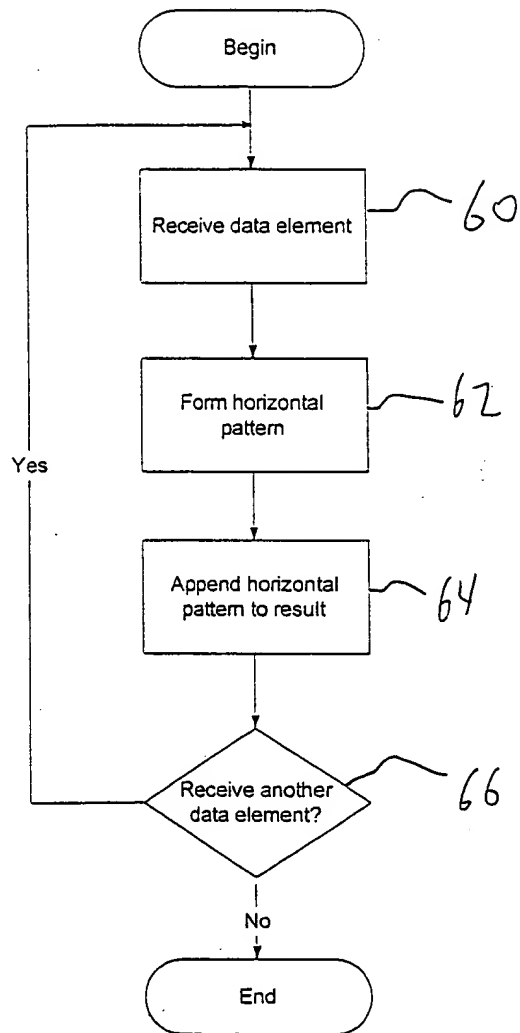 Begin
Receive data element
60
Form horizontal
pattern
62
Yes
Append horizontal
pattern to result
64
Receive another
data element?
66
No
End